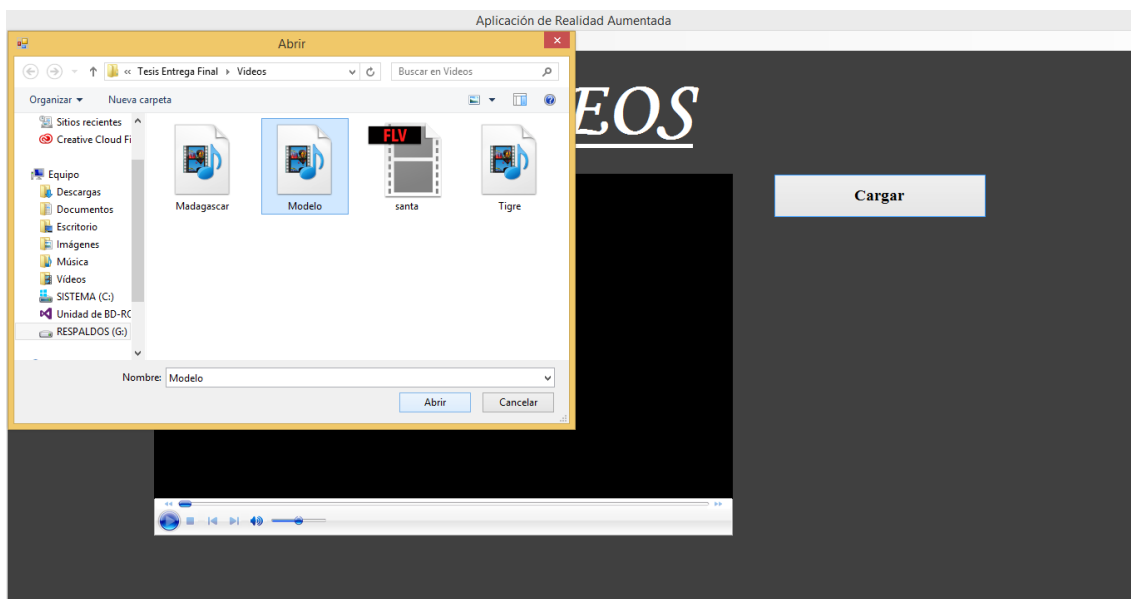 Aplicación de Realidad Aumentada
Abrir
« Tesis Entrega Final Videos
Buscar en Videos
Organizar
Nueva carpeta
Sitios recientes
Creative Cloud Fi
Equipo
Descargas
Documentos
Escritorio
Imágenes
Música
Vídeos
SISTEMA (C:)
Unidad de BD-RO
RESPALDOS (G:)
Madagascar
Modelo
FLV
santa
Tigre
Nombre: Modelo
Abrir
Cancelar
EOS
Cargar